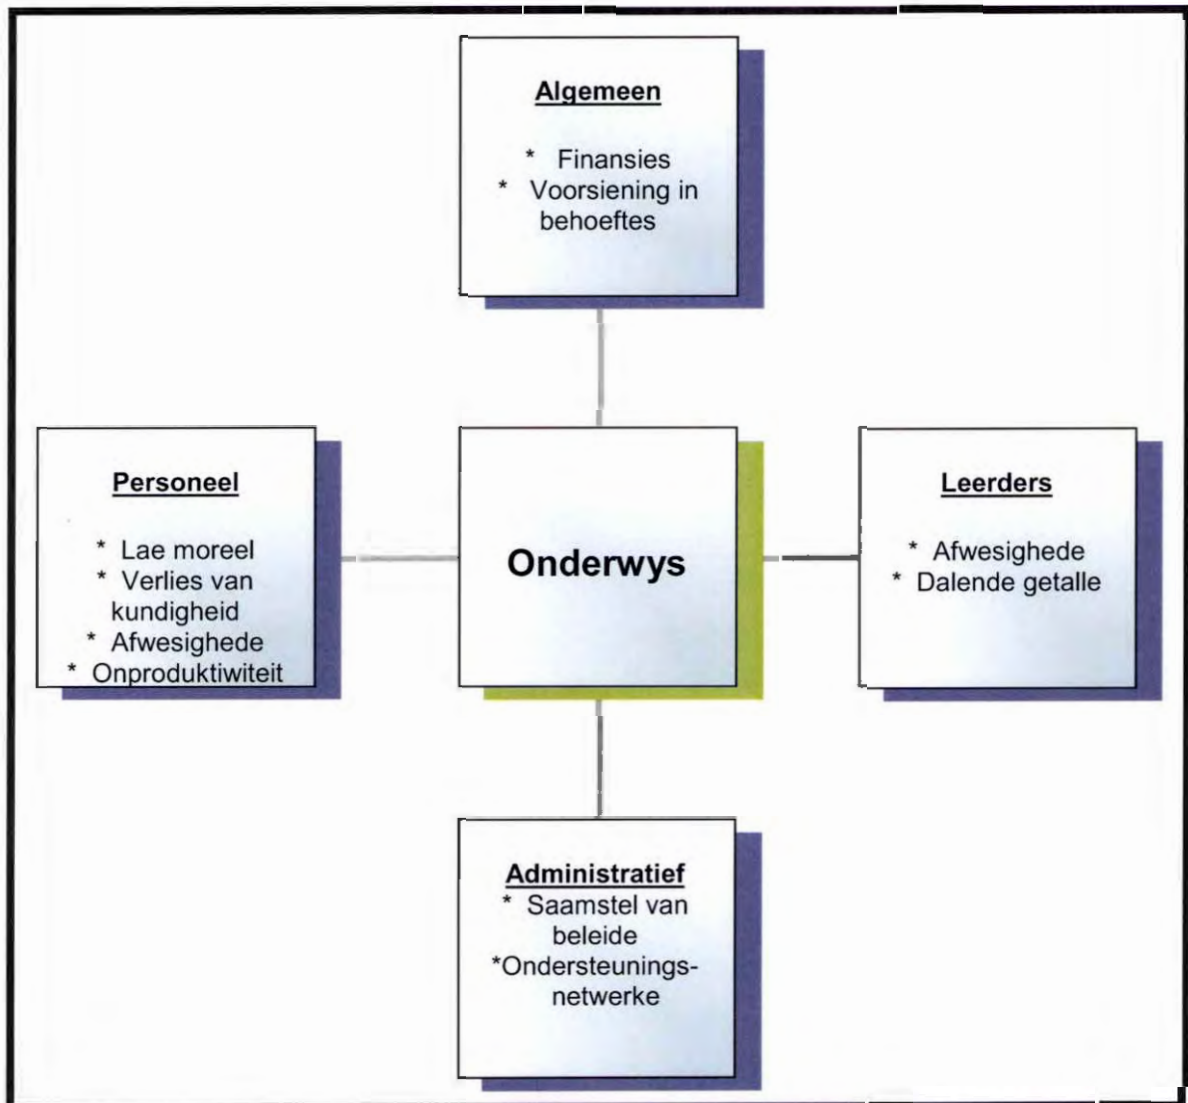 Algemeen
* Finansies
* Voorsiening in
behoeftes
Personeel
* Lae moreel
* Verlies van
kundigheid
* Afwesighede
* Onproduktiwiteit
Onderwys
Leerders
* Afwesighede
* Dalende getalle
Administratief
* Saamstel van
beleide
*Ondersteunings-
netwerke